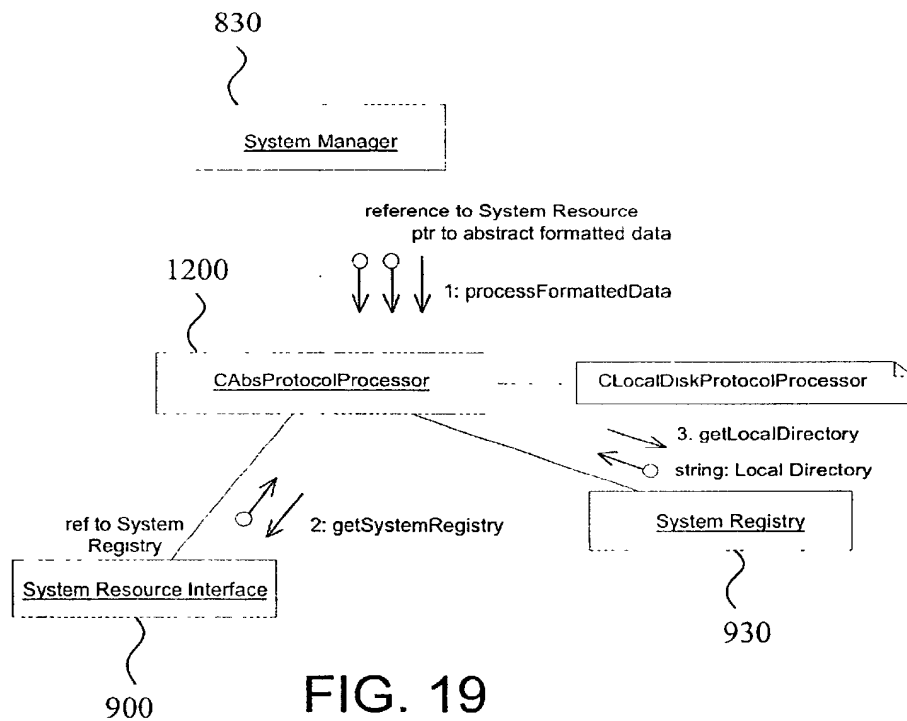 830
System Manager
reference to System Resource
ptr to abstract formatted data
1200
1: processFormattedData
CAbsProtocolProcessor
CLocalDiskProtocolProcessor
3. getLocalDirectory
string: Local Directory
ref to System
Registry
2: getSystemRegistry
System Registry
System Resource Interface
930
900
FIG. 19